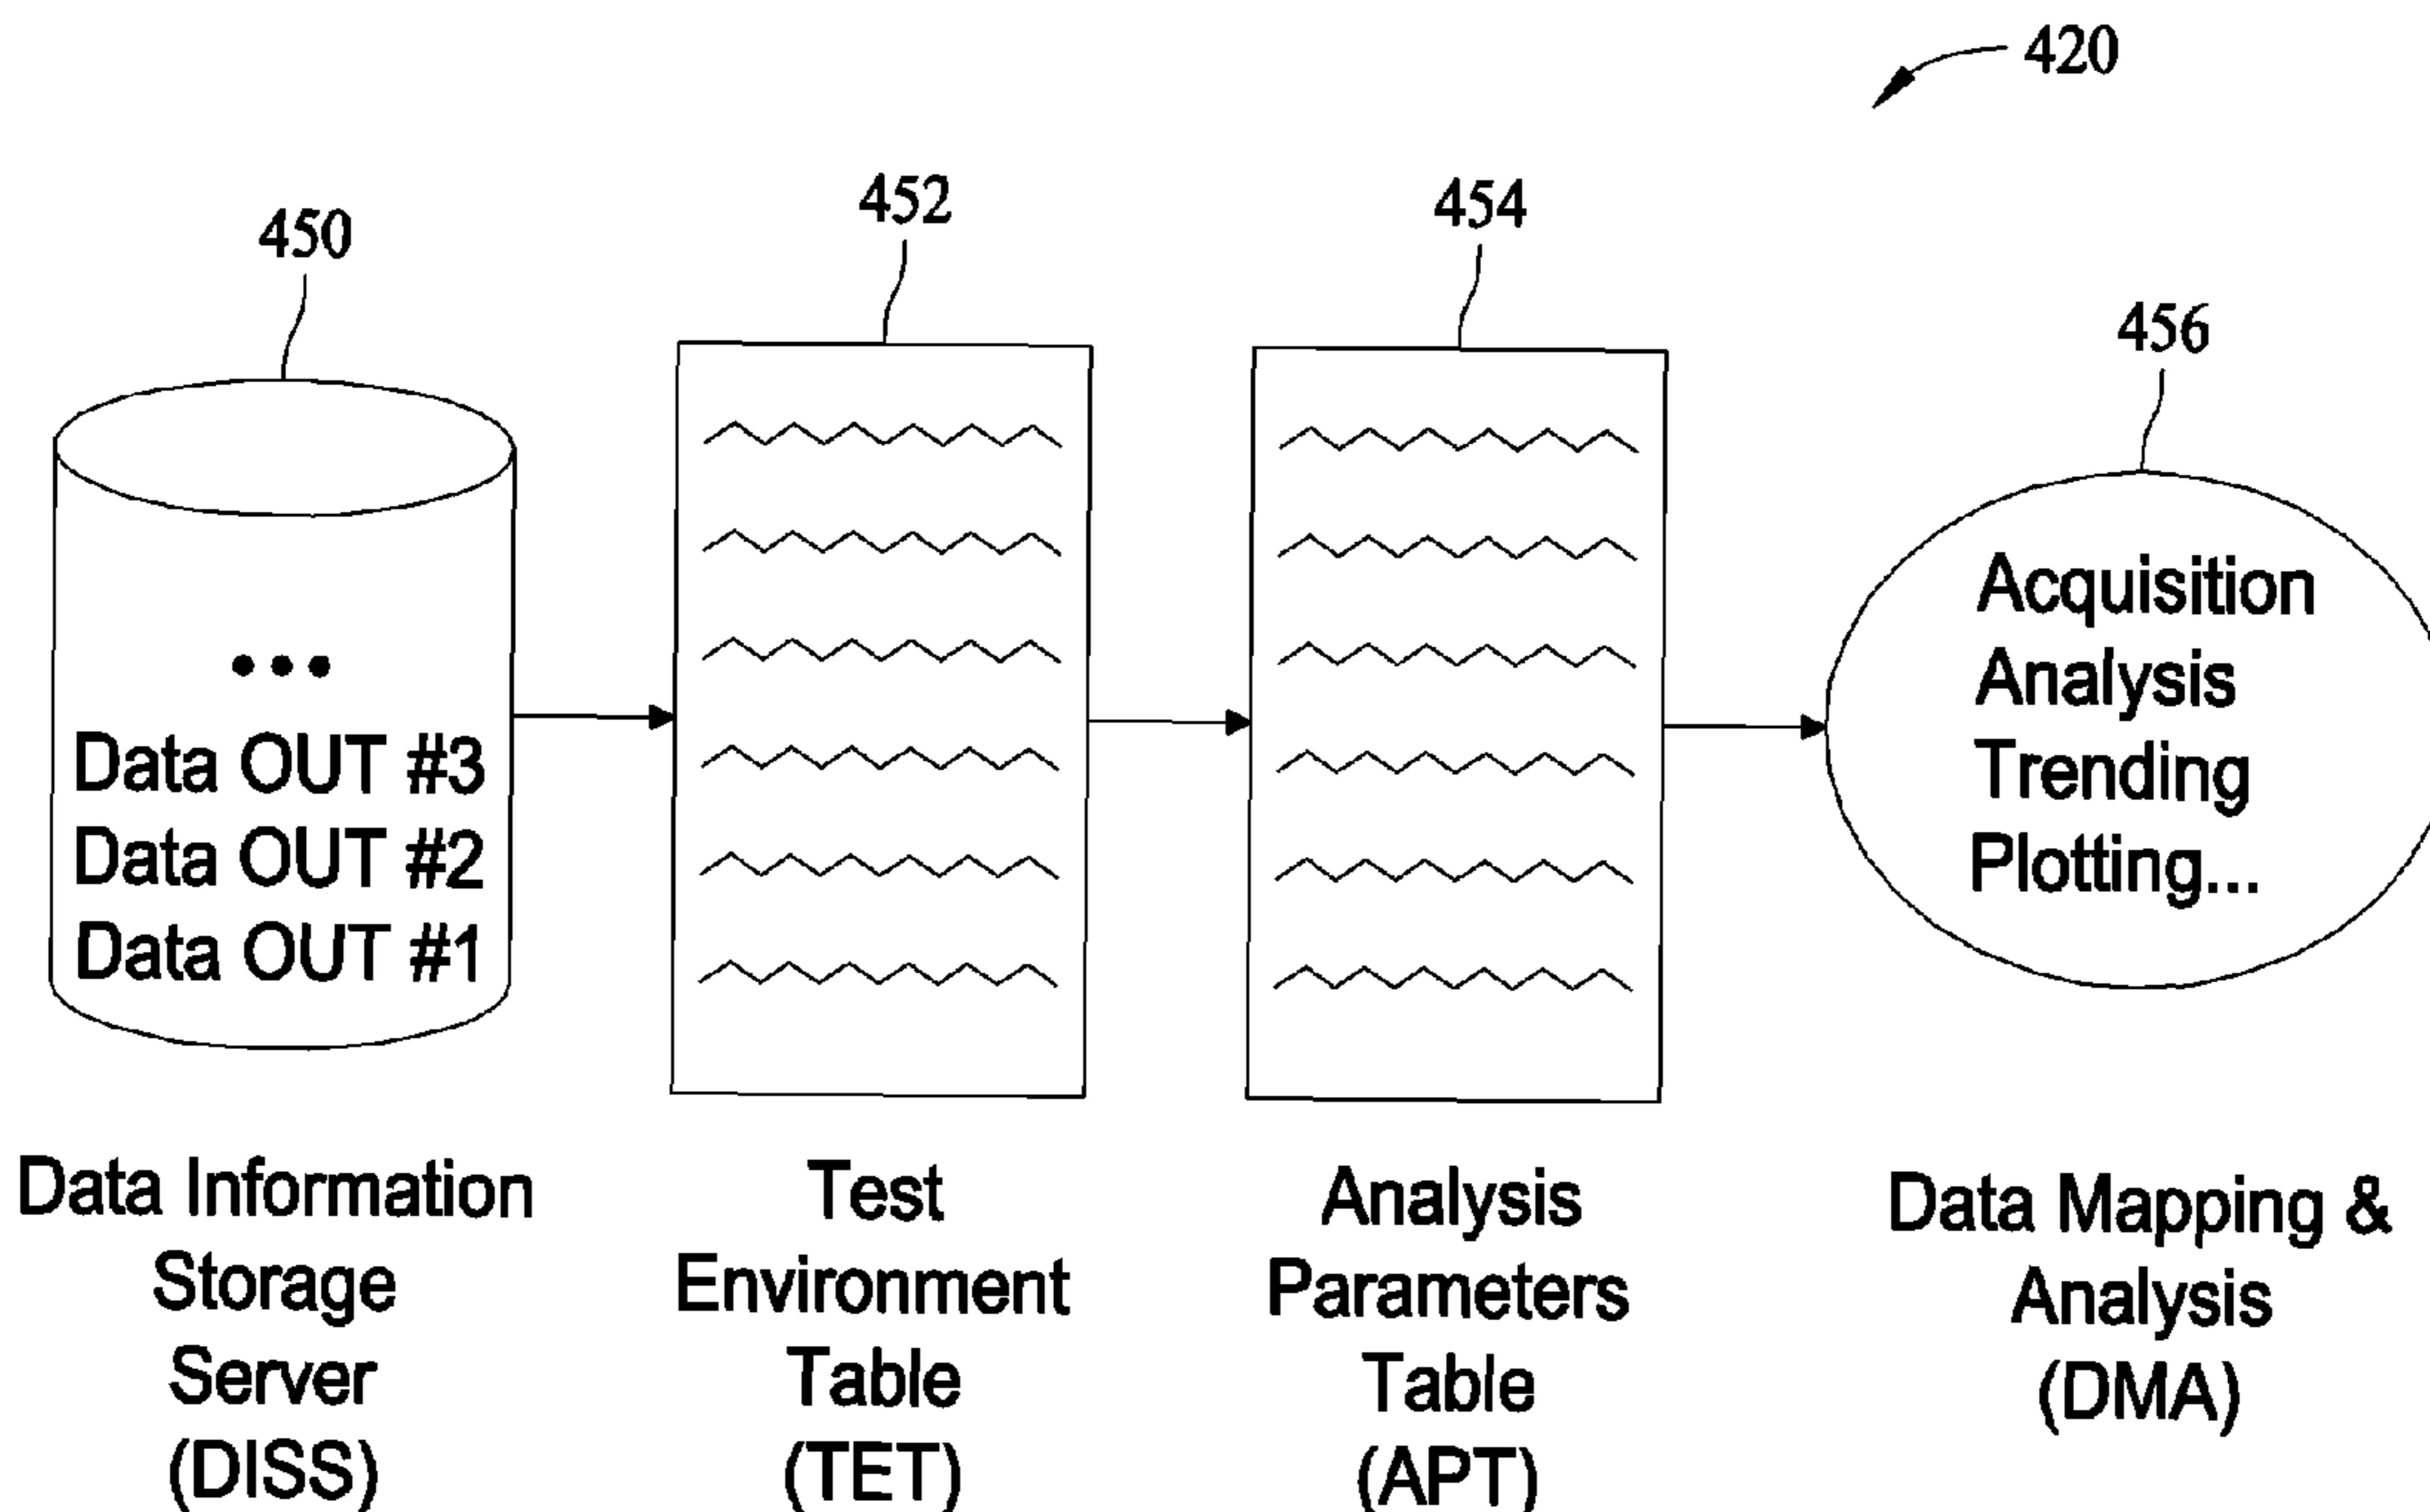 420
450
452
454
456
...
Data OUT #3
Data OUT #2
Data OUT #1
Acquisition
Analysis
Trending
Plotting...
Data Information
Storage
Server
(DISS)
Test
Environment
Table
(TET)
Analysis
Parameters
Table
(APT)
Data Mapping &
Analysis
(DMA)